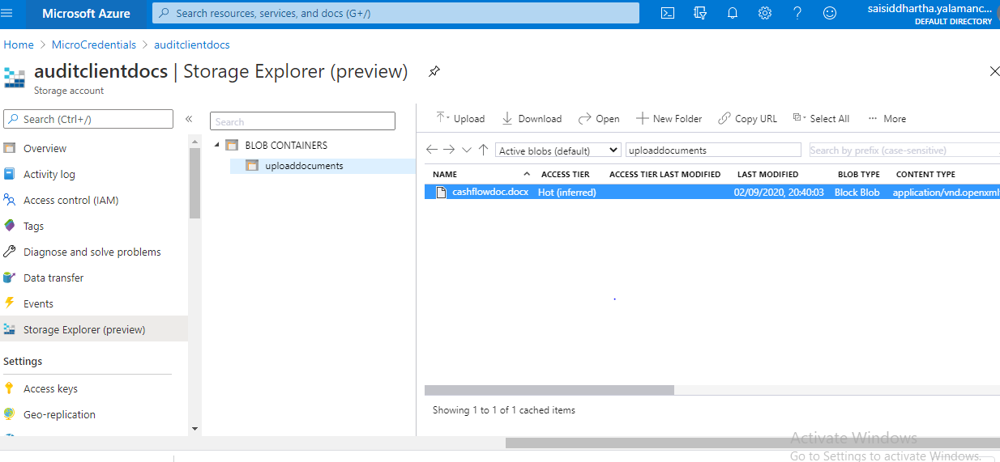 Microsoft Azure
Search resources, services, and docs (G+/)
saisiddhartha.yalamanc...
DEFAULT DIRECTORY
Home > MicroCredentials > auditclientdocs
auditclientdocs | Storage Explorer (preview)
Storage account
Search (Ctrl+/)
«
Overview
Activity log
Access control (IAM)
Tags
Diagnose and solve problems
Data transfer
Events
Storage Explorer (preview)
Settings
Access keys
Geo-replication
Search
BLOB CONTAINERS
uploaddocuments
Upload Download Open New Folder Copy URL Select All ... More
Active blobs (default) uploaddocuments Search by prefix (case-sensitive)
NAME ACCESS TIER ACCESS TIER LAST MODIFIED LAST MODIFIED BLOB TYPE CONTENT TYPE
cashflowdoc.docx Hot (inferred) 02/09/2020, 20:40:03 Block Blob application/vnd.openxml
Showing 1 to 1 of 1 cached items
Activate Windows
Go to Settings to activate Windows.